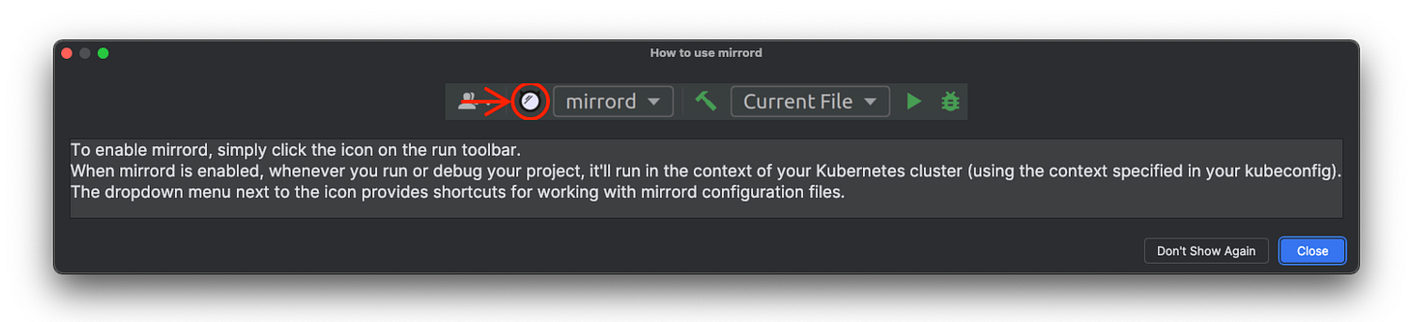 How to use mirrord
mirrord
Current File
To enable mirrord, simply click the icon on the run toolbar.
When mirrord is enabled, whenever you run or debug your project, it'll run in the context of your Kubernetes cluster (using the context specified in your kubeconfig).
The dropdown menu next to the icon provides shortcuts for working with mirrord configuration files.
Don't Show Again
Close